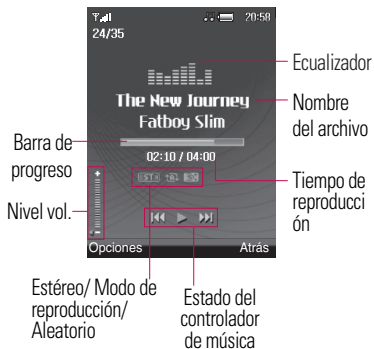 20:58
24/35
Ecualizador
The New Journey
Nombre
del archivo
Fatboy Slim
Barra de
progreso
02:10 / 04:00
Tiempo de
reproducci
ón
Nivel vol.
Opciones
Atrás
Estéreo/ Modo de
reproducción/
Aleatorio
Estado del
controlador
de música